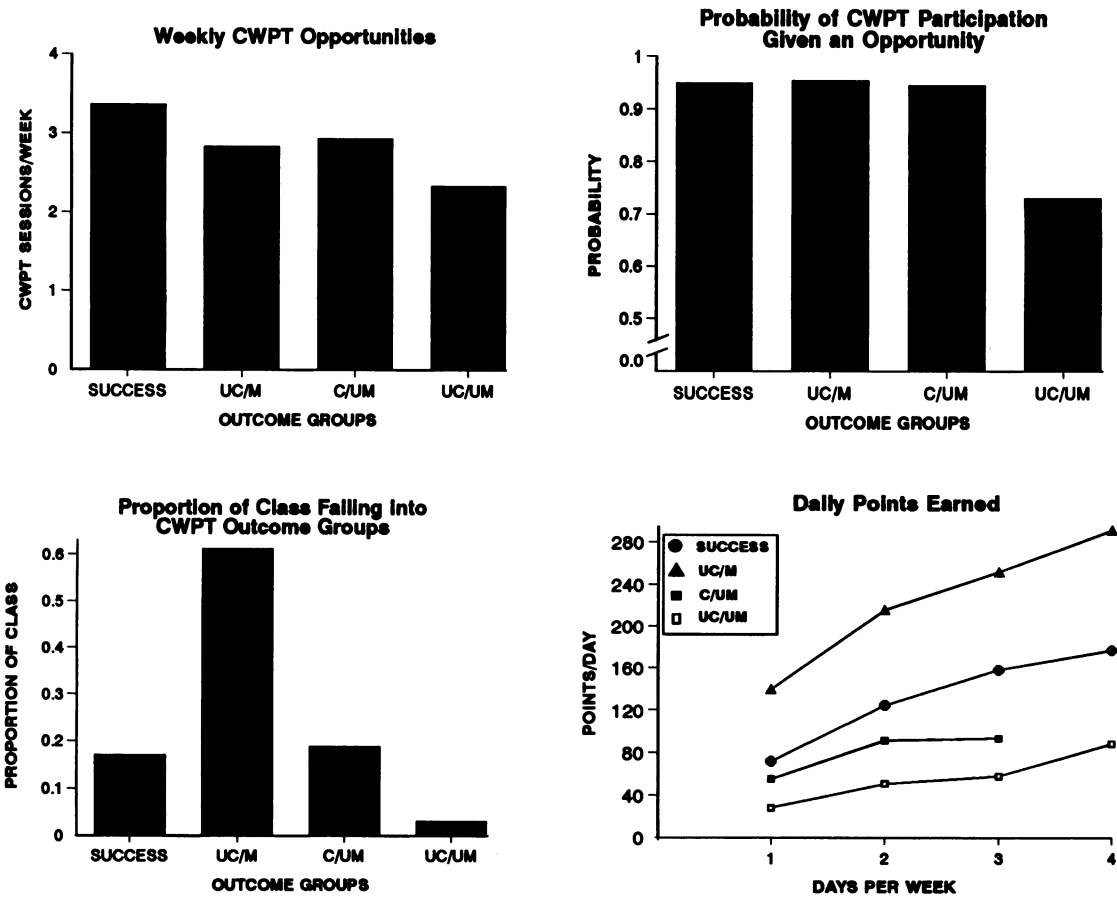 Weekly CWPT Opportunities
4
3
2
1
0
CWPT SESSIONS/WEEK
SUCCESS UC/M C/UM UC/UM
OUTCOME GROUPS
Probability of CWPT Participation
Given an Opportunity
1
0.9
0.8
0.7
0.6
0.5
0.0
PROBABILITY
SUCCESS UC/M C/UM UC/UM
OUTCOME GROUPS
Proportion of Class Falling into
CWPT Outcome Groups
0.6
0.5
0.4
0.3
0.2
0.1
0
PROPORTION OF CLASS
SUCCESS UC/M C/UM UC/UM
OUTCOME GROUPS
Daily Points Earned
280
240
200
160
120
80
40
0
POINTS/DAY
SUCCESS
UC/M
C/UM
UC/UM
1 2 3 4
DAYS PER WEEK